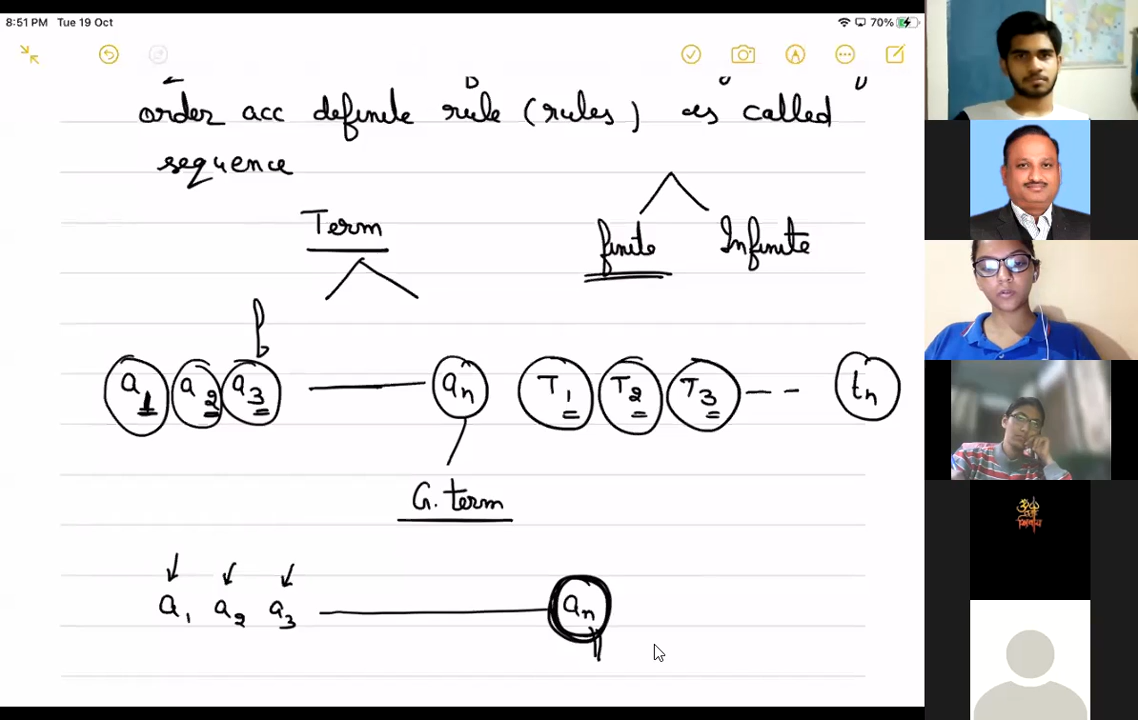 8:51 PM Tue 19 Oct 70%
order acc definite rule (rules) as called
sequence
Term
finite Infinite
a1 a2 a3 an T1 T2 T3 -- tn
G. term
a1 a2 a3 an